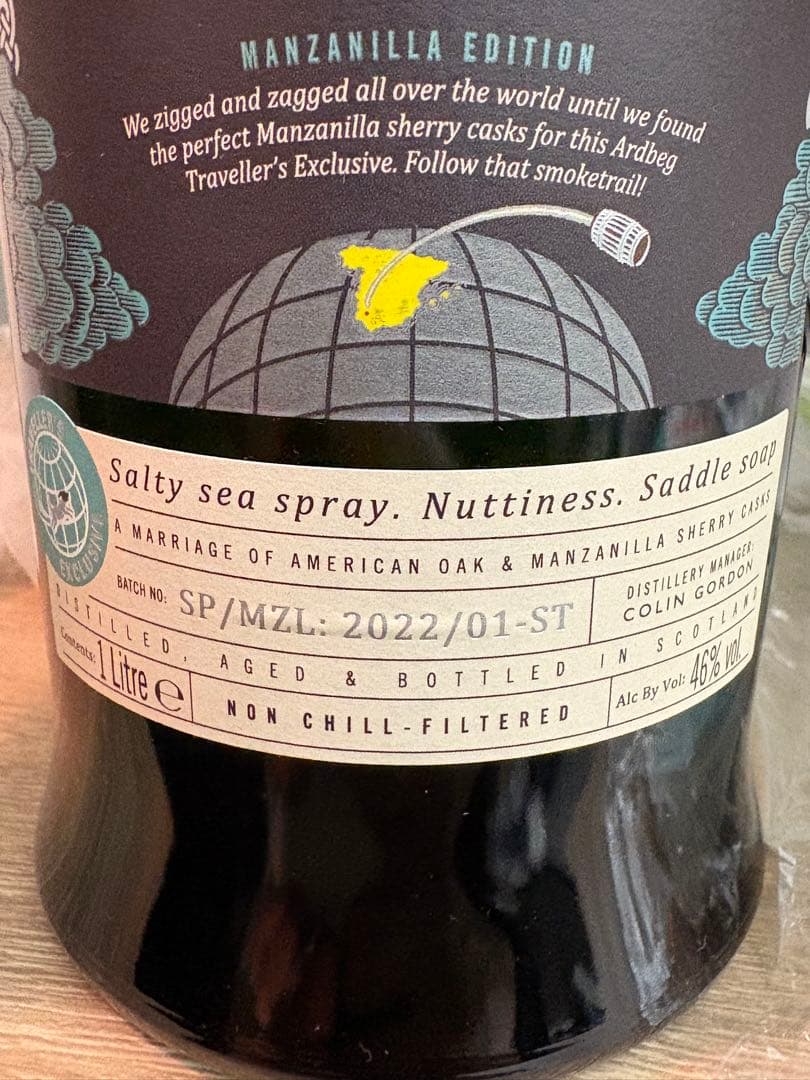 MANZANILLA EDITION
We zigged and zagged all over the world until we found
the perfect Manzanilla sherry casks for this Ardbeg
Traveller's Exclusive. Follow that smoketrail!
Salty sea spray. Nuttiness. Saddle soap
A MARRIAGE OF AMERICAN OAK & MANZANILLA SHERRY CASKS
BATCH NO: SP/MZL: 2022/01-ST
DISTILLERY MANAGER:
COLIN GORDON
DISTILLED, AGED & BOTTLED IN SCOTLAND
Contents: 1 Litre ℮
NON CHILL-FILTERED
Alc By Vol: 46% vol
EXCLUSIVE